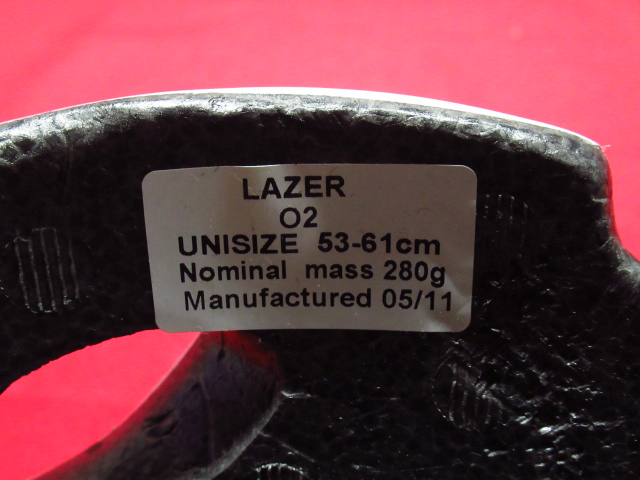 LAZER
O2
UNISIZE 53-61cm
Nominal mass 280g
Manufactured 05/11